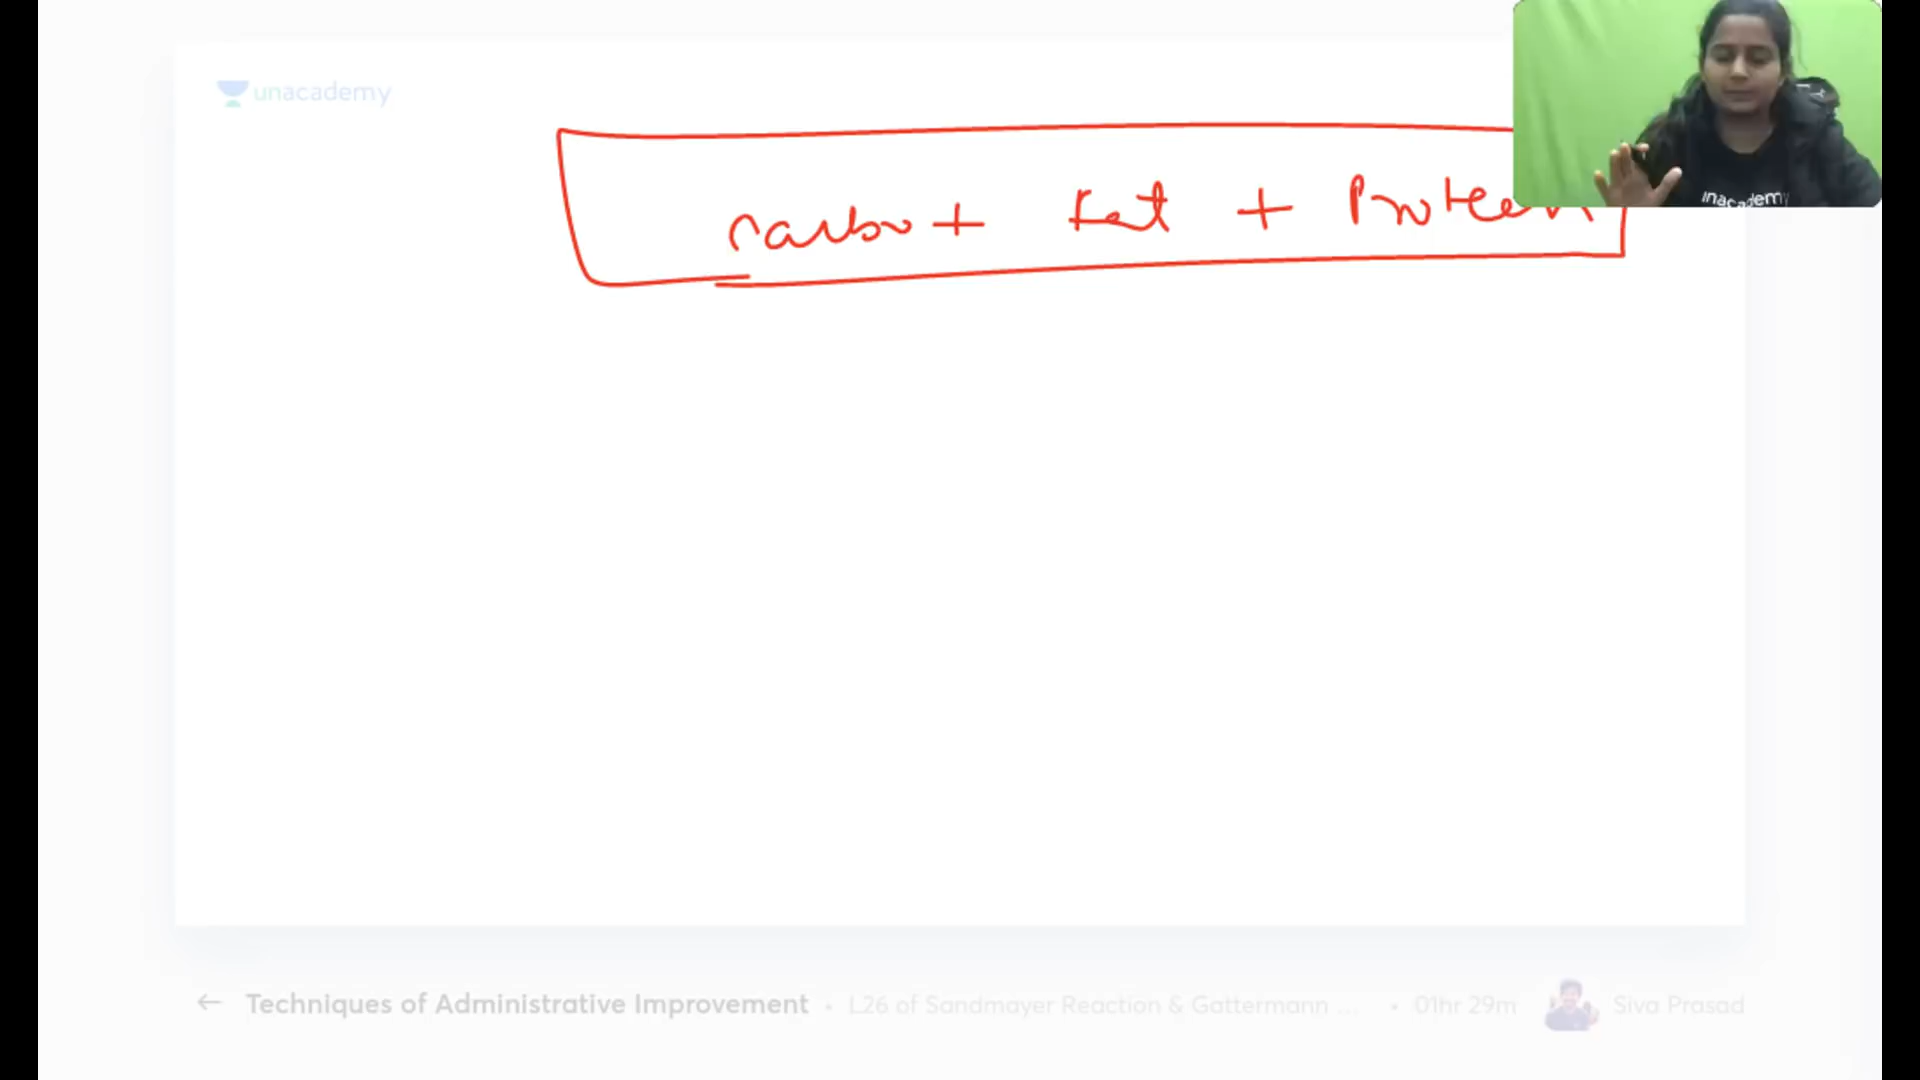 unacademy
carbo + Fat + Protein
unacademy
← Techniques of Administrative Improvement • L26 of Sandmayer Reaction & Gattermann ... • 01hr 29m Siva Prasad